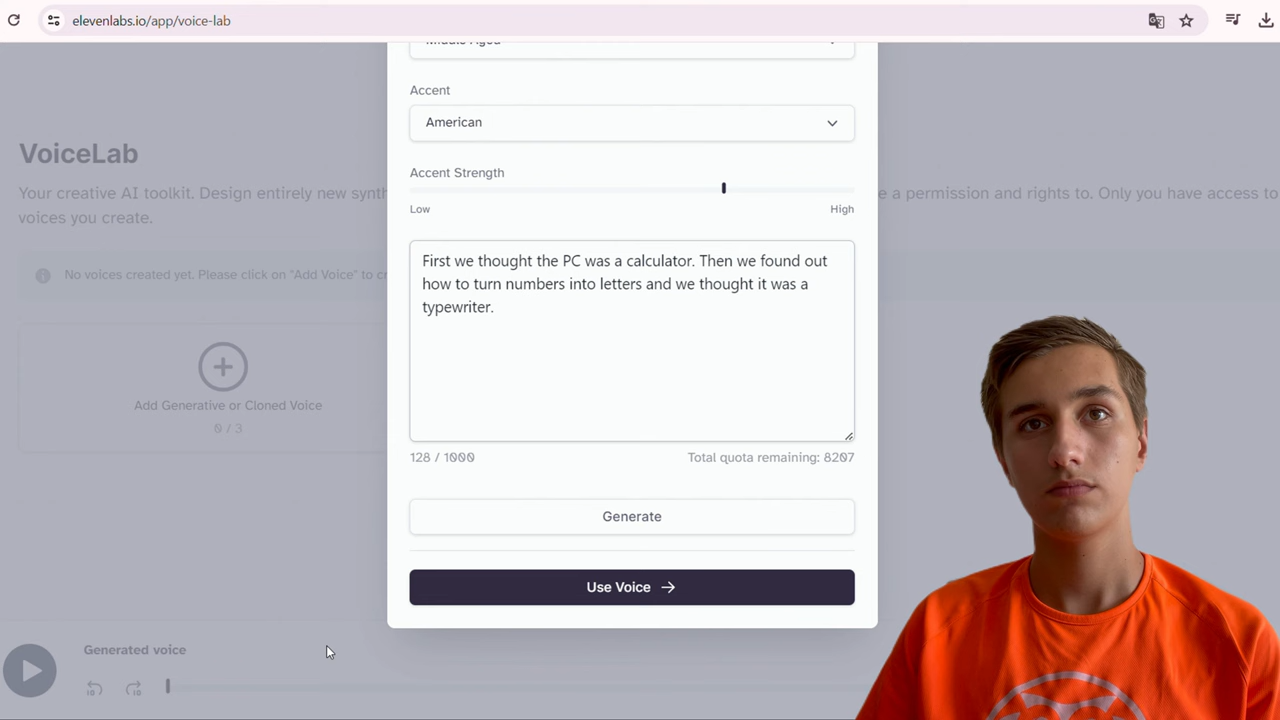 elevenlabs.io/app/voice-lab
Middle Aged
Accent
American
Accent Strength
Low
High
VoiceLab
Your creative AI toolkit. Design entirely new synth
e a permission and rights to. Only you have access to
voices you create.
No voices created yet. Please click on "Add Voice" to cr
First we thought the PC was a calculator. Then we found out
how to turn numbers into letters and we thought it was a
typewriter.
Add Generative or Cloned Voice
0 / 3
128 / 1000
Total quota remaining: 8207
Generate
Use Voice
Generated voice
10
10